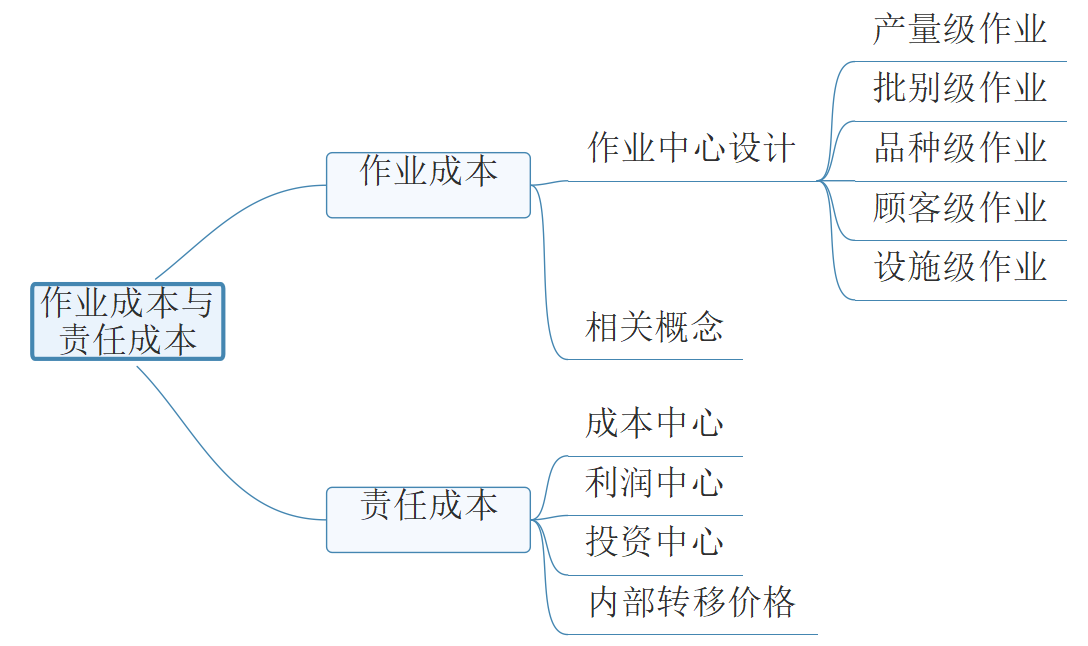 作业成本与
责任成本
作业成本
作业中心设计
产量级作业
批别级作业
品种级作业
顾客级作业
设施级作业
相关概念
责任成本
成本中心
利润中心
投资中心
内部转移价格